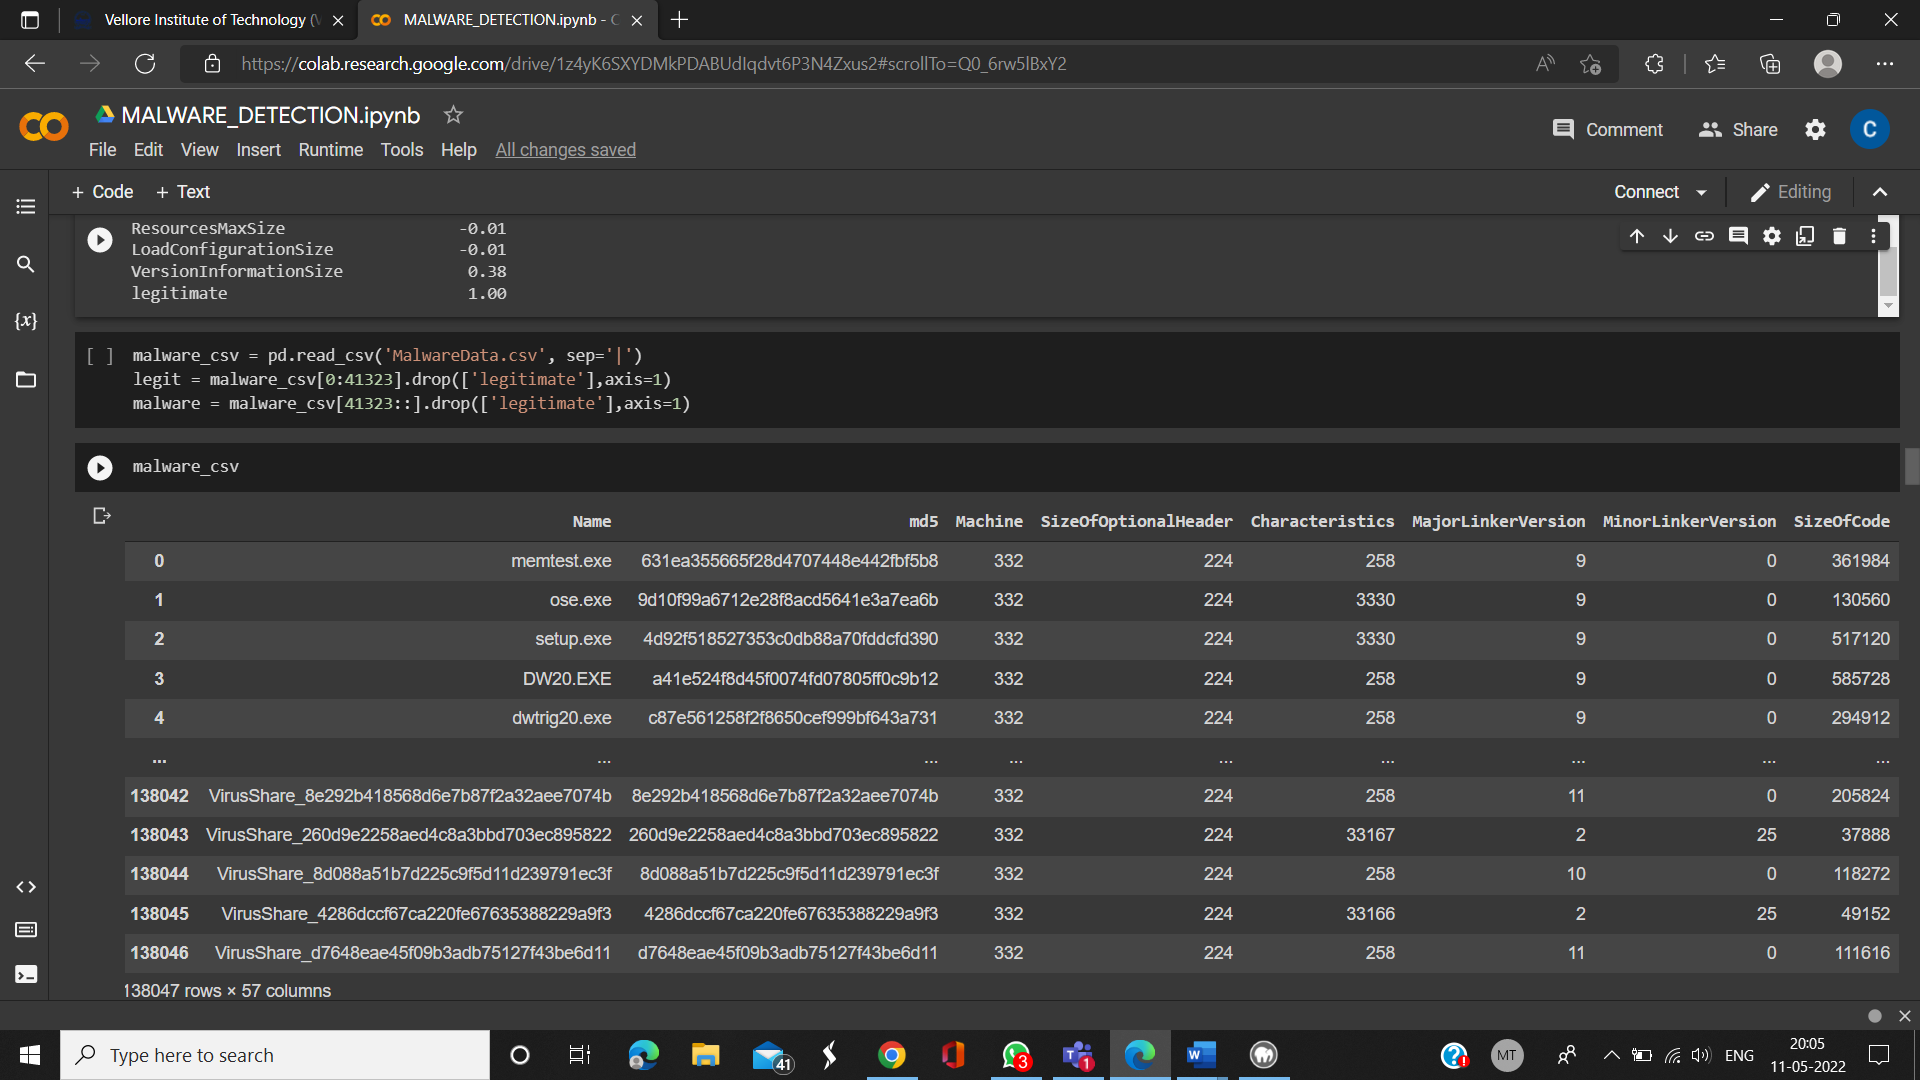 Vellore Institute of Technology (V
MALWARE_DETECTION.ipynb - C
https://colab.research.google.com/drive/1z4yK6SXYDMkPDABUdIqdvt6P3N4Zxus2#scrollTo=Q0_6rw5lBxY2
MALWARE_DETECTION.ipynb
Comment Share C
File Edit View Insert Runtime Tools Help All changes saved
+ Code + Text Connect Editing
ResourcesMaxSize -0.01
LoadConfigurationSize -0.01
VersionInformationSize 0.38
legitimate 1.00
{x}
[ ] malware_csv = pd.read_csv('MalwareData.csv', sep='|')
legit = malware_csv[0:41323].drop(['legitimate'],axis=1)
malware = malware_csv[41323::].drop(['legitimate'],axis=1)
malware_csv
Name md5 Machine SizeOfOptionalHeader Characteristics MajorLinkerVersion MinorLinkerVersion SizeOfCode
0 memtest.exe 631ea355665f28d4707448e442fbf5b8 332 224 258 9 0 361984
1 ose.exe 9d10f99a6712e28f8acd5641e3a7ea6b 332 224 3330 9 0 130560
2 setup.exe 4d92f518527353c0db88a70fddcfd390 332 224 3330 9 0 517120
3 DW20.EXE a41e524f8d45f0074fd07805ff0c9b12 332 224 258 9 0 585728
4 dwtrig20.exe c87e561258f2f8650cef999bf643a731 332 224 258 9 0 294912
... ... ... ... ... ... ... ... ...
138042 VirusShare_8e292b418568d6e7b87f2a32aee7074b 8e292b418568d6e7b87f2a32aee7074b 332 224 258 11 0 205824
138043 VirusShare_260d9e2258aed4c8a3bbd703ec895822 260d9e2258aed4c8a3bbd703ec895822 332 224 33167 2 25 37888
138044 VirusShare_8d088a51b7d225c9f5d11d239791ec3f 8d088a51b7d225c9f5d11d239791ec3f 332 224 258 10 0 118272
138045 VirusShare_4286dccf67ca220fe67635388229a9f3 4286dccf67ca220fe67635388229a9f3 332 224 33166 2 25 49152
138046 VirusShare_d7648eae45f09b3adb75127f43be6d11 d7648eae45f09b3adb75127f43be6d11 332 224 258 11 0 111616
138047 rows × 57 columns
Type here to search 41 3 1 MT ENG 20:05
11-05-2022